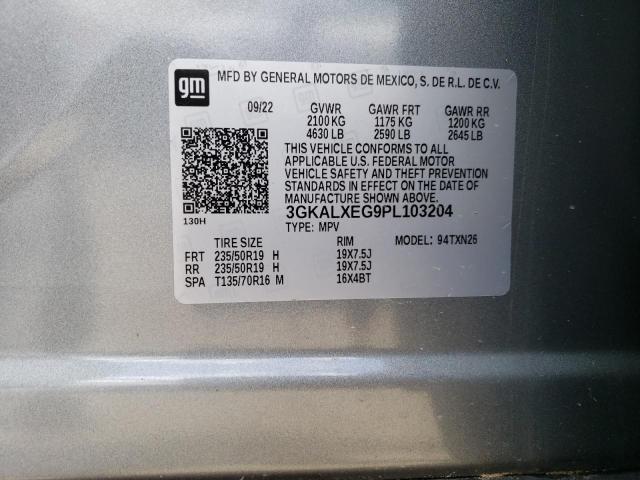 gm
MFD BY GENERAL MOTORS DE MEXICO, S. DE R.L. DE C.V.
09/22 GVWR GAWR FRT GAWR RR
2100 KG 1175 KG 1200 KG
4630 LB 2590 LB 2645 LB
THIS VEHICLE CONFORMS TO ALL
APPLICABLE U.S. FEDERAL MOTOR
VEHICLE SAFETY AND THEFT PREVENTION
STANDARDS IN EFFECT ON THE DATE OF
MANUFACTURE SHOWN ABOVE.
130H
3GKALXEG9PL103204
TYPE: MPV
TIRE SIZE RIM MODEL: 94TXN26
FRT 235/50R19 H 19X7.5J
RR 235/50R19 H 19X7.5J
SPA T135/70R16 M 16X4BT